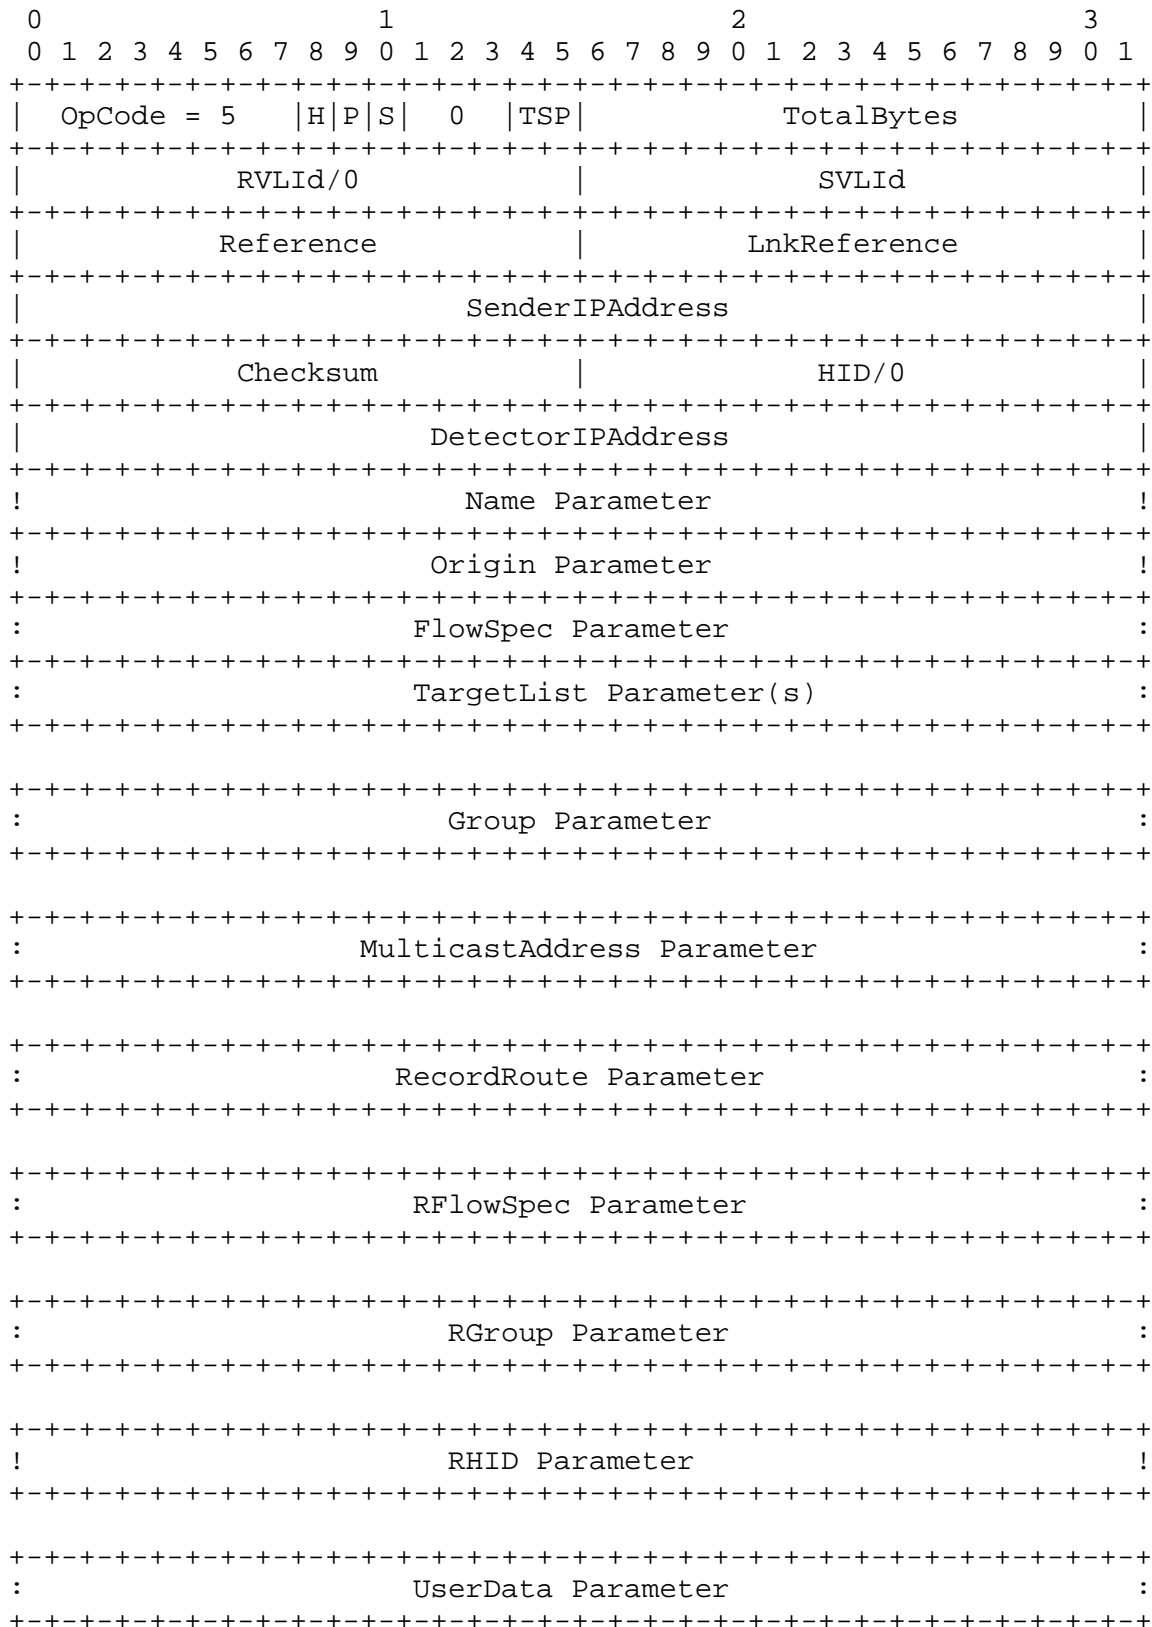 0                   1                   2                   3
 0 1 2 3 4 5 6 7 8 9 0 1 2 3 4 5 6 7 8 9 0 1 2 3 4 5 6 7 8 9 0 1
+-+-+-+-+-+-+-+-+-+-+-+-+-+-+-+-+-+-+-+-+-+-+-+-+-+-+-+-+-+-+-+-+
|  OpCode = 5   |H|P|S|  0  |TSP|           TotalBytes          |
+-+-+-+-+-+-+-+-+-+-+-+-+-+-+-+-+-+-+-+-+-+-+-+-+-+-+-+-+-+-+-+-+
|            RVLId/0            |             SVLId             |
+-+-+-+-+-+-+-+-+-+-+-+-+-+-+-+-+-+-+-+-+-+-+-+-+-+-+-+-+-+-+-+-+
|           Reference           |         LnkReference          |
+-+-+-+-+-+-+-+-+-+-+-+-+-+-+-+-+-+-+-+-+-+-+-+-+-+-+-+-+-+-+-+-+
|                         SenderIPAddress                       |
+-+-+-+-+-+-+-+-+-+-+-+-+-+-+-+-+-+-+-+-+-+-+-+-+-+-+-+-+-+-+-+-+
|            Checksum           |             HID/0             |
+-+-+-+-+-+-+-+-+-+-+-+-+-+-+-+-+-+-+-+-+-+-+-+-+-+-+-+-+-+-+-+-+
|                       DetectorIPAddress                       |
+-+-+-+-+-+-+-+-+-+-+-+-+-+-+-+-+-+-+-+-+-+-+-+-+-+-+-+-+-+-+-+-+
!                         Name Parameter                        !
+-+-+-+-+-+-+-+-+-+-+-+-+-+-+-+-+-+-+-+-+-+-+-+-+-+-+-+-+-+-+-+-+
!                       Origin Parameter                        !
+-+-+-+-+-+-+-+-+-+-+-+-+-+-+-+-+-+-+-+-+-+-+-+-+-+-+-+-+-+-+-+-+
:                      FlowSpec Parameter                       :
+-+-+-+-+-+-+-+-+-+-+-+-+-+-+-+-+-+-+-+-+-+-+-+-+-+-+-+-+-+-+-+-+
:                      TargetList Parameter(s)                  :
+-+-+-+-+-+-+-+-+-+-+-+-+-+-+-+-+-+-+-+-+-+-+-+-+-+-+-+-+-+-+-+-+

+-+-+-+-+-+-+-+-+-+-+-+-+-+-+-+-+-+-+-+-+-+-+-+-+-+-+-+-+-+-+-+-+
:                        Group Parameter                        :
+-+-+-+-+-+-+-+-+-+-+-+-+-+-+-+-+-+-+-+-+-+-+-+-+-+-+-+-+-+-+-+-+

+-+-+-+-+-+-+-+-+-+-+-+-+-+-+-+-+-+-+-+-+-+-+-+-+-+-+-+-+-+-+-+-+
:                   MulticastAddress Parameter                  :
+-+-+-+-+-+-+-+-+-+-+-+-+-+-+-+-+-+-+-+-+-+-+-+-+-+-+-+-+-+-+-+-+

+-+-+-+-+-+-+-+-+-+-+-+-+-+-+-+-+-+-+-+-+-+-+-+-+-+-+-+-+-+-+-+-+
:                     RecordRoute Parameter                     :
+-+-+-+-+-+-+-+-+-+-+-+-+-+-+-+-+-+-+-+-+-+-+-+-+-+-+-+-+-+-+-+-+

+-+-+-+-+-+-+-+-+-+-+-+-+-+-+-+-+-+-+-+-+-+-+-+-+-+-+-+-+-+-+-+-+
:                      RFlowSpec Parameter                      :
+-+-+-+-+-+-+-+-+-+-+-+-+-+-+-+-+-+-+-+-+-+-+-+-+-+-+-+-+-+-+-+-+

+-+-+-+-+-+-+-+-+-+-+-+-+-+-+-+-+-+-+-+-+-+-+-+-+-+-+-+-+-+-+-+-+
:                        RGroup Parameter                       :
+-+-+-+-+-+-+-+-+-+-+-+-+-+-+-+-+-+-+-+-+-+-+-+-+-+-+-+-+-+-+-+-+

+-+-+-+-+-+-+-+-+-+-+-+-+-+-+-+-+-+-+-+-+-+-+-+-+-+-+-+-+-+-+-+-+
!                        RHID Parameter                         !
+-+-+-+-+-+-+-+-+-+-+-+-+-+-+-+-+-+-+-+-+-+-+-+-+-+-+-+-+-+-+-+-+

+-+-+-+-+-+-+-+-+-+-+-+-+-+-+-+-+-+-+-+-+-+-+-+-+-+-+-+-+-+-+-+-+
:                      UserData Parameter                       :
+-+-+-+-+-+-+-+-+-+-+-+-+-+-+-+-+-+-+-+-+-+-+-+-+-+-+-+-+-+-+-+-+